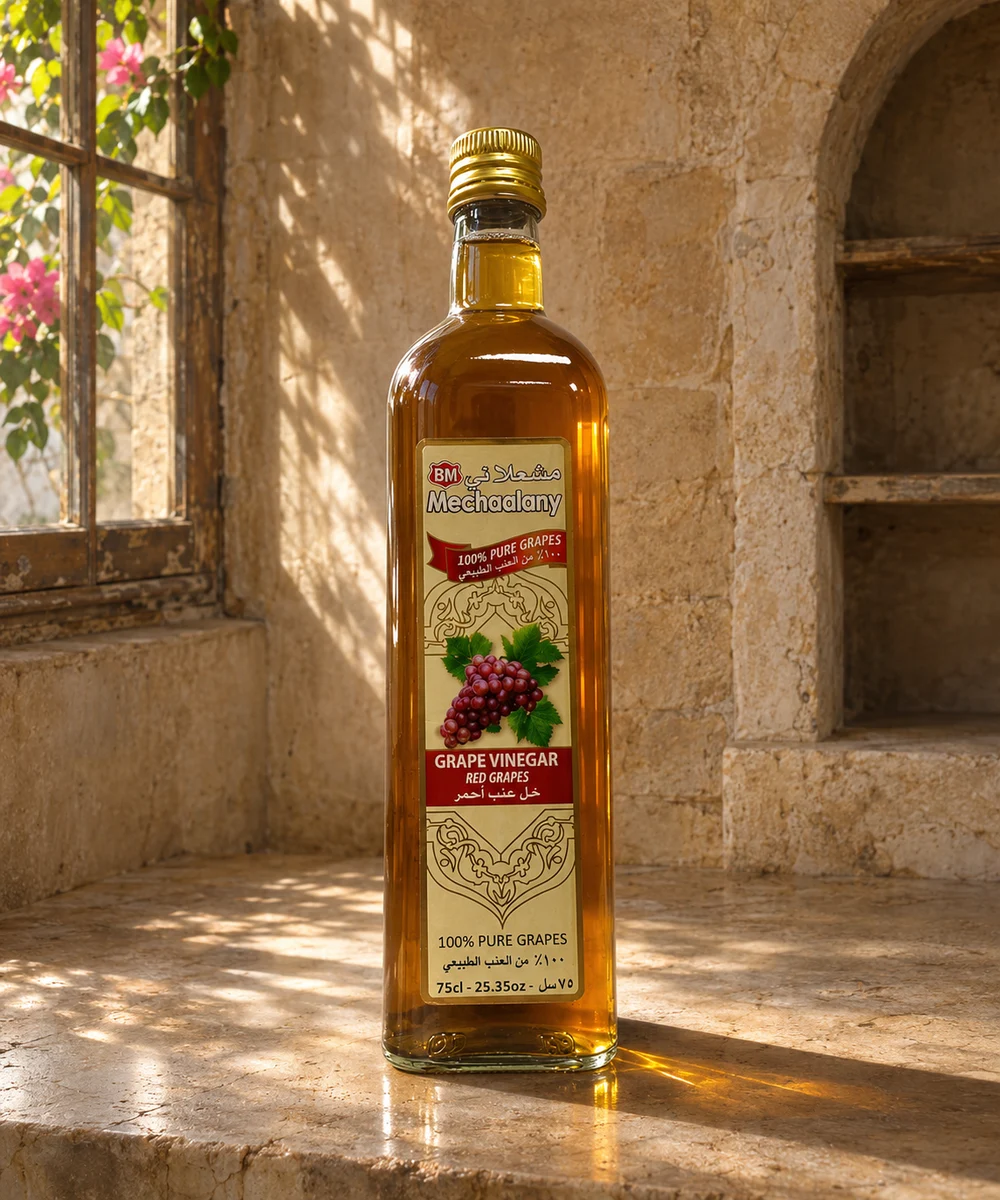 BM مشعلاني
Mechaalany
100% PURE GRAPES
٪١٠٠ من العنب الطبيعي
GRAPE VINEGAR
RED GRAPES
خل عنب أحمر
100% PURE GRAPES
٪١٠٠ من العنب الطبيعي
75cl - 25.35oz - ٧٥ سل